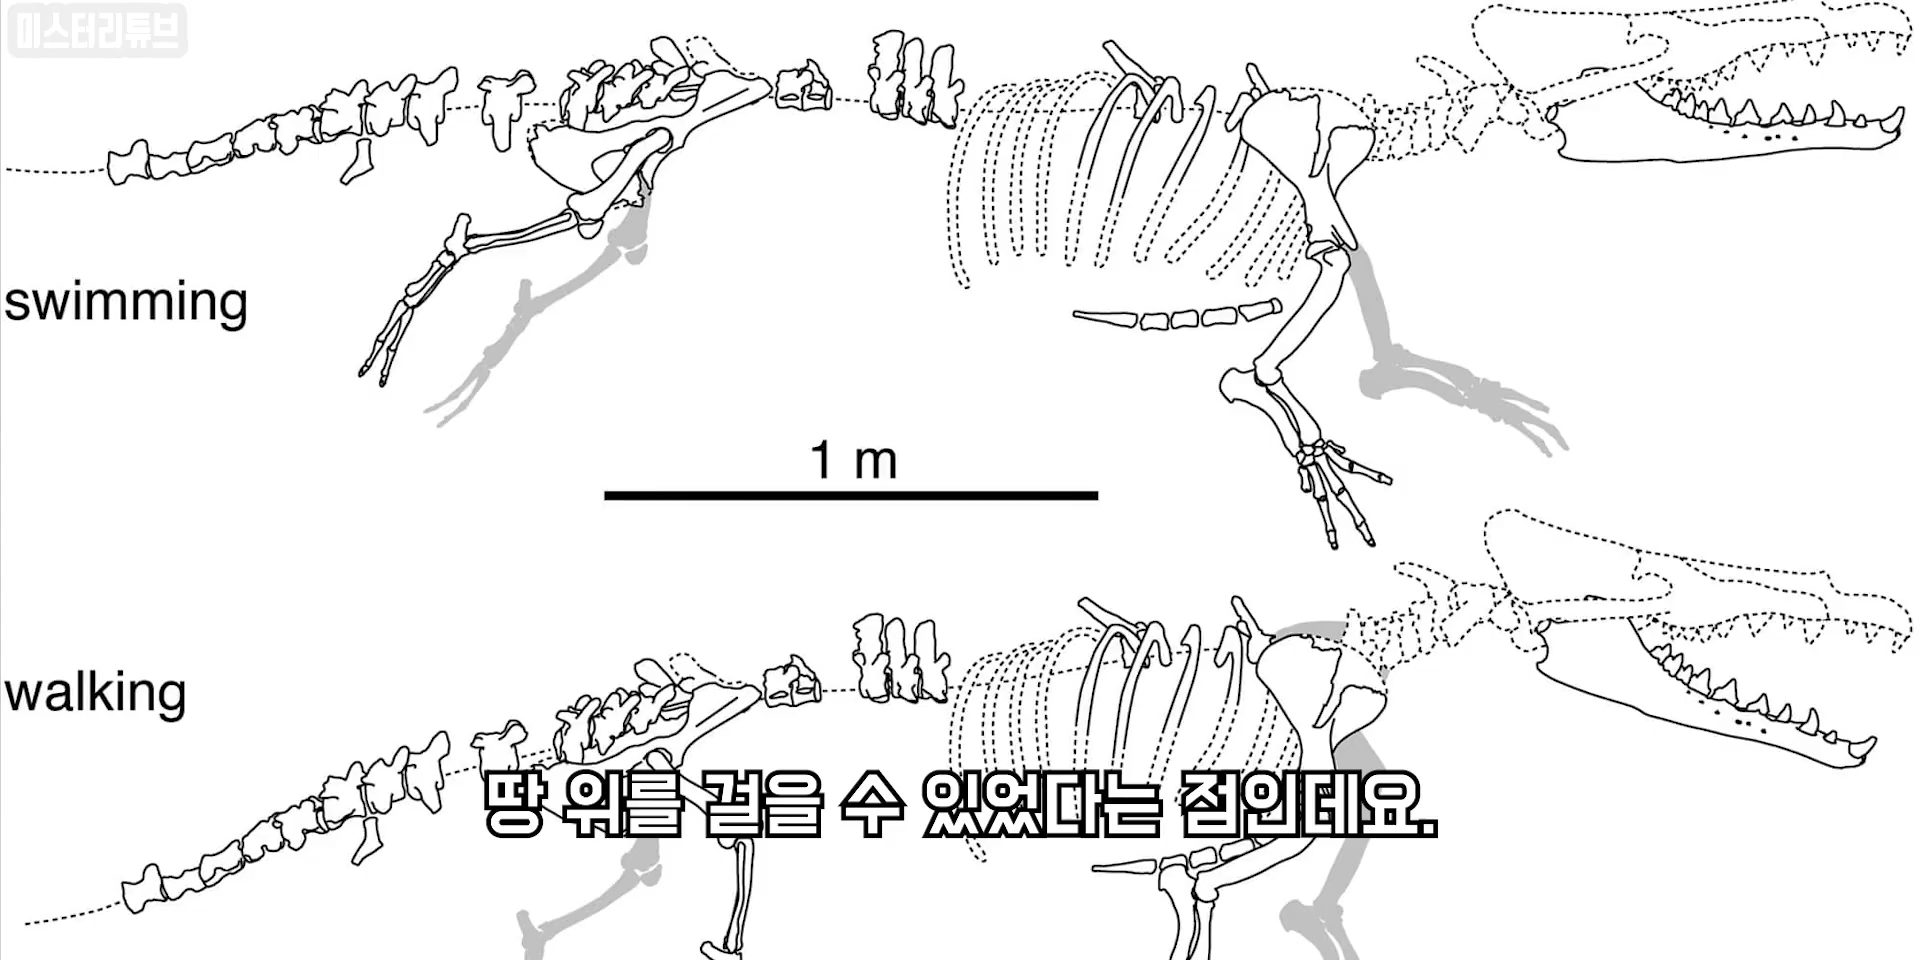 미스터리튜브
swimming
1 m
walking
땅 위를 걸을 수 있었다는 점인데요.